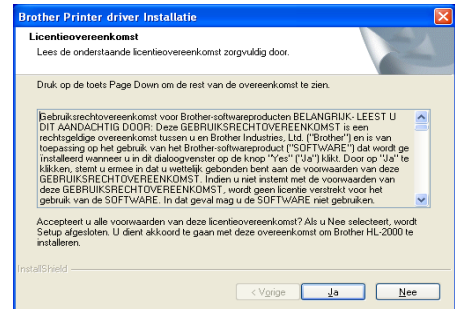 Brother Printer driver Installatie
Licentieovereenkomst
Lees de onderstaande licentieovereenkomst zorgvuldig door.
Druk op de toets Page Down om de rest van de overeenkomst te zien.
Gebruiksrechtovereenkomst voor Brother-softwareproducten BELANGRIJK- LEEST U
DIT AANDACHTIG DOOR: Deze GEBRUIKSRECHTOVEREENKOMST is een
rechtsgeldige overeenkomst tussen u en Brother Industries, Ltd. ("Brother") en is van
toepassing op het gebruik van het Brother-softwareproduct ("SOFTWARE") dat wordt ge
ïnstalleerd wanneer u in dit dialoogvenster op de knop "Yes" ("Ja") klikt. Door op "Ja" te
klikken, stemt u ermee in dat u wettelijk gebonden bent aan de voorwaarden van deze
GEBRUIKSRECHTOVEREENKOMST. Indien u niet instemt met de voorwaarden van
deze GEBRUIKSRECHTOVEREENKOMST, wordt geen licentie verstrekt voor het
gebruik van de SOFTWARE. In dat geval mag u de SOFTWARE niet gebruiken.
Accepteert u alle voorwaarden van deze licentieovereenkomst? Als u Nee selecteert, wordt
Setup afgesloten. U dient akkoord te gaan met deze overeenkomst om Brother HL-2000 te
installeren.
InstallShield
< Vorige
Ja
Nee